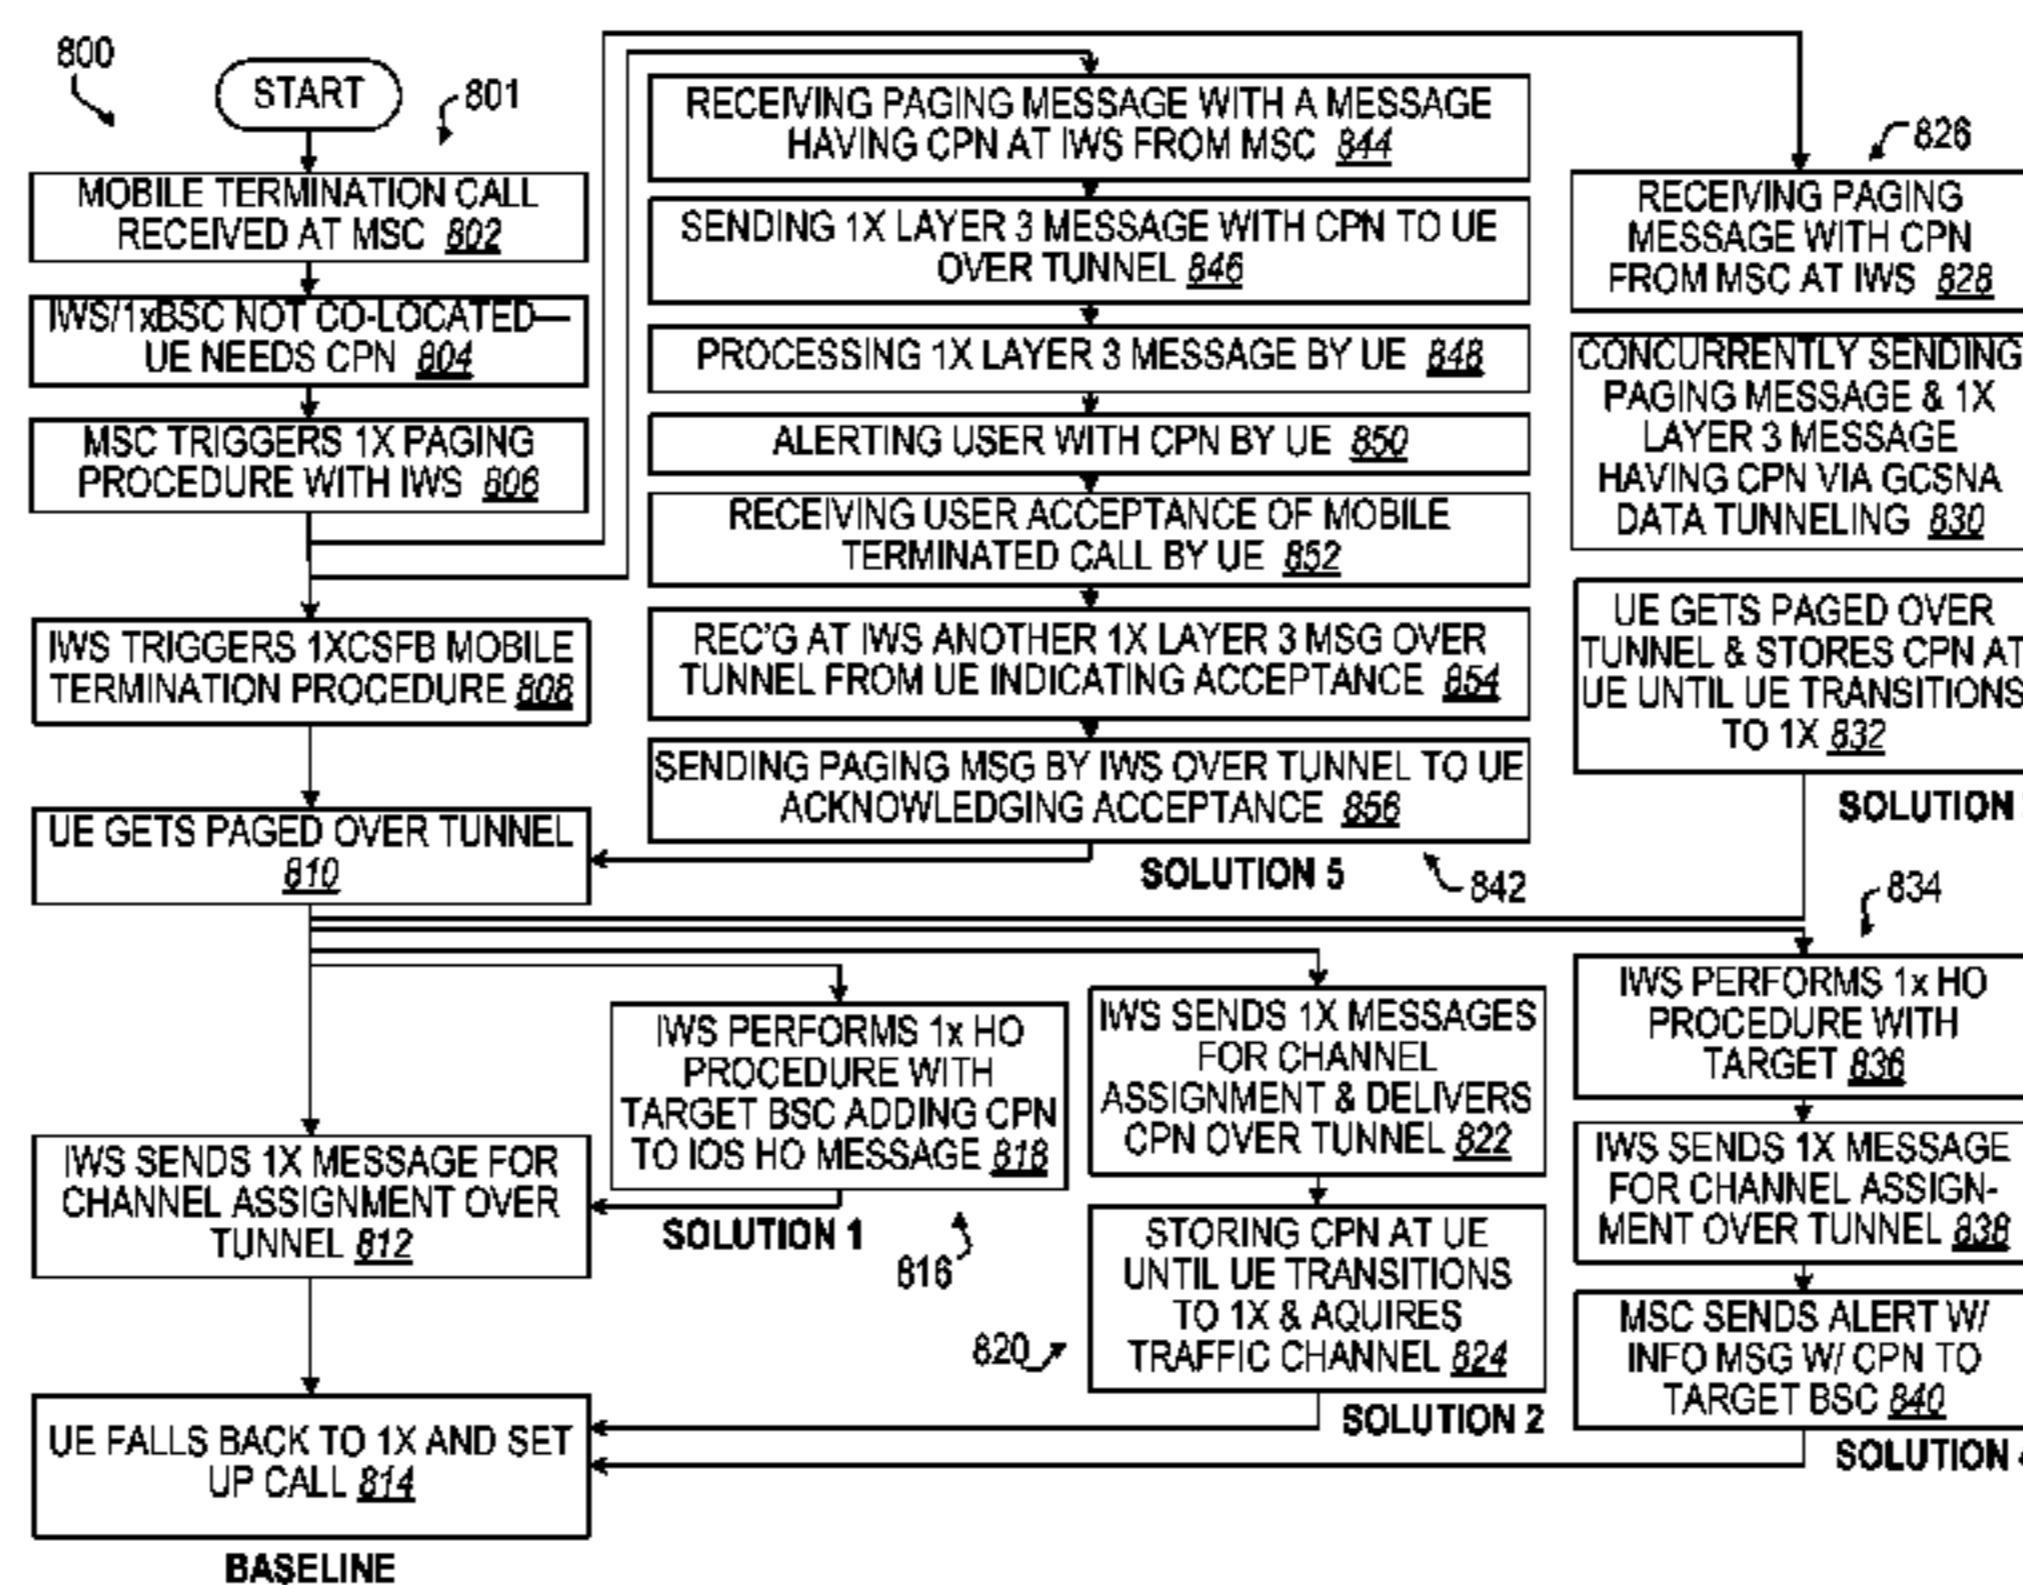 800
START
801
MOBILE TERMINATION CALL
RECEIVED AT MSC 802
IWS/1xBSC NOT CO-LOCATED—
UE NEEDS CPN 804
MSC TRIGGERS 1X PAGING
PROCEDURE WITH IWS 806
IWS TRIGGERS 1XCSFB MOBILE
TERMINATION PROCEDURE 808
UE GETS PAGED OVER TUNNEL
810
IWS SENDS 1X MESSAGE FOR
CHANNEL ASSIGNMENT OVER
TUNNEL 812
UE FALLS BACK TO 1X AND SET
UP CALL 814
BASELINE
RECEIVING PAGING MESSAGE WITH A MESSAGE
HAVING CPN AT IWS FROM MSC 844
SENDING 1X LAYER 3 MESSAGE WITH CPN TO UE
OVER TUNNEL 846
PROCESSING 1X LAYER 3 MESSAGE BY UE 848
ALERTING USER WITH CPN BY UE 850
RECEIVING USER ACCEPTANCE OF MOBILE
TERMINATED CALL BY UE 852
REC'G AT IWS ANOTHER 1X LAYER 3 MSG OVER
TUNNEL FROM UE INDICATING ACCEPTANCE 854
SENDING PAGING MSG BY IWS OVER TUNNEL TO UE
ACKNOWLEDGING ACCEPTANCE 856
SOLUTION 5
842
826
RECEIVING PAGING
MESSAGE WITH CPN
FROM MSC AT IWS 828
CONCURRENTLY SENDING
PAGING MESSAGE & 1X
LAYER 3 MESSAGE
HAVING CPN VIA GCSNA
DATA TUNNELING 830
UE GETS PAGED OVER
TUNNEL & STORES CPN AT
UE UNTIL UE TRANSITIONS
TO 1X 832
SOLUTION
IWS PERFORMS 1x HO
PROCEDURE WITH
TARGET BSC ADDING CPN
TO IOS HO MESSAGE 818
SOLUTION 1
816
IWS SENDS 1X MESSAGES
FOR CHANNEL
ASSIGNMENT & DELIVERS
CPN OVER TUNNEL 822
STORING CPN AT UE
UNTIL UE TRANSITIONS
TO 1X & AQUIRES
TRAFFIC CHANNEL 824
820
SOLUTION 2
834
IWS PERFORMS 1x HO
PROCEDURE WITH
TARGET 836
IWS SENDS 1X MESSAGE
FOR CHANNEL ASSIGN-
MENT OVER TUNNEL 838
MSC SENDS ALERT W/
INFO MSG W/ CPN TO
TARGET BSC 840
SOLUTION